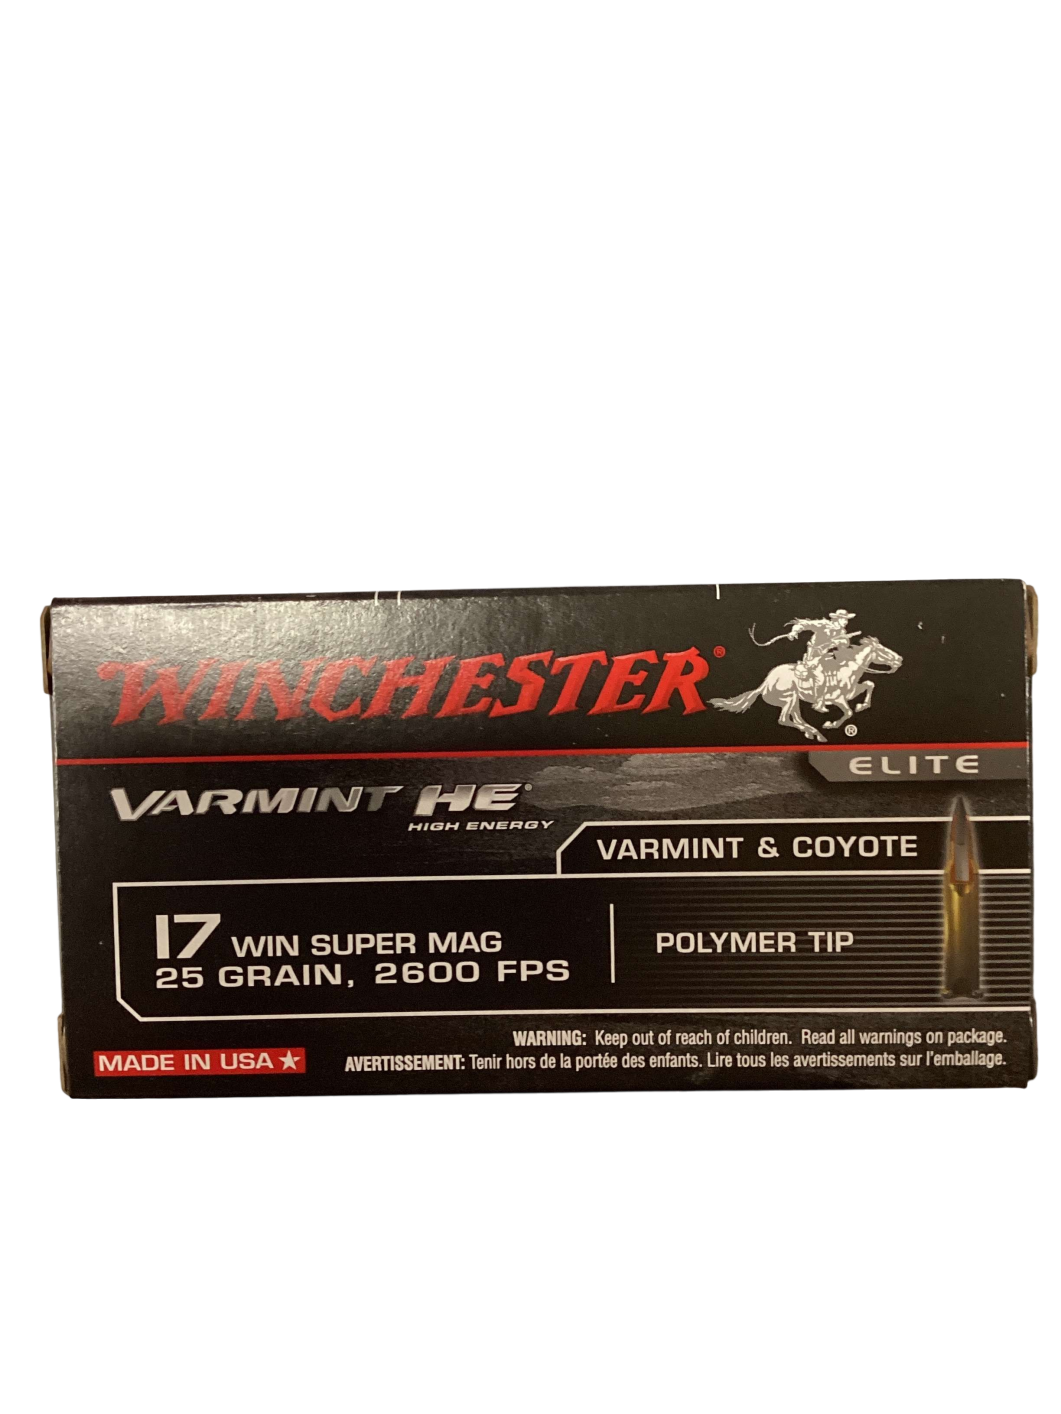 WINCHESTER®
®
ELITE
VARMINT HE
HIGH ENERGY
VARMINT & COYOTE
17 WIN SUPER MAG
25 GRAIN, 2600 FPS
POLYMER TIP
WARNING: Keep out of reach of children. Read all warnings on package.
MADE IN USA ★
AVERTISSEMENT: Tenir hors de la portée des enfants. Lire tous les avertissements sur l'emballage.